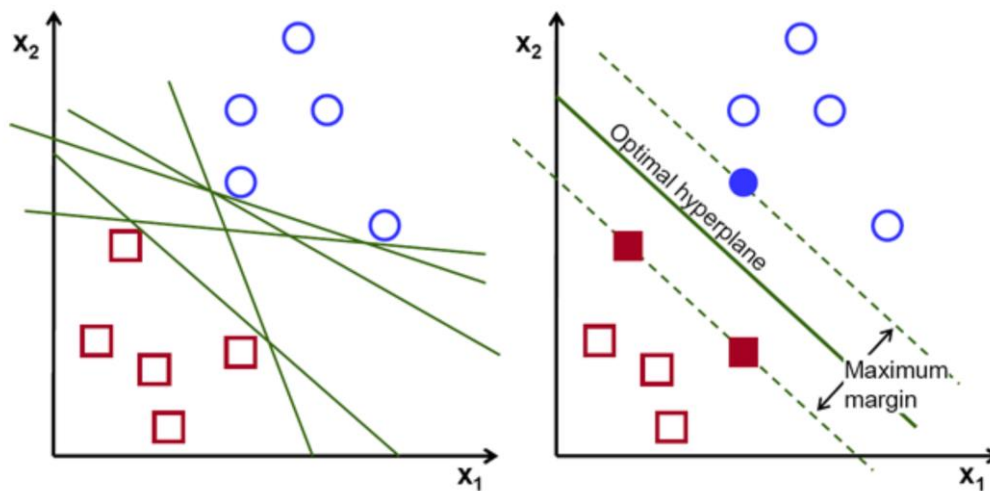 x₂
x₁
x₂
Optimal hyperplane
Maximum
margin
x₁